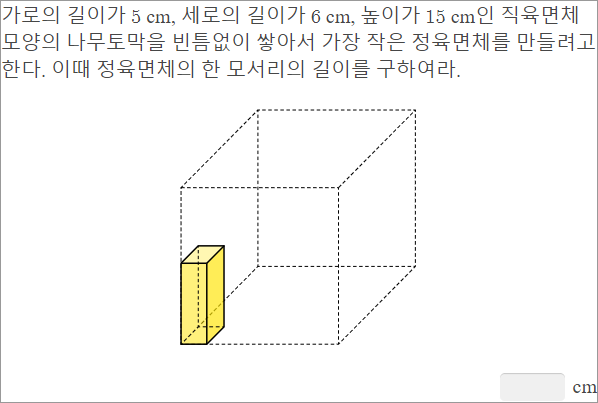 가로의 길이가 5 cm, 세로의 길이가 6 cm, 높이가 15 cm인 직육면체
모양의 나무토막을 빈틈없이 쌓아서 가장 작은 정육면체를 만들려고
한다. 이때 정육면체의 한 모서리의 길이를 구하여라.
cm